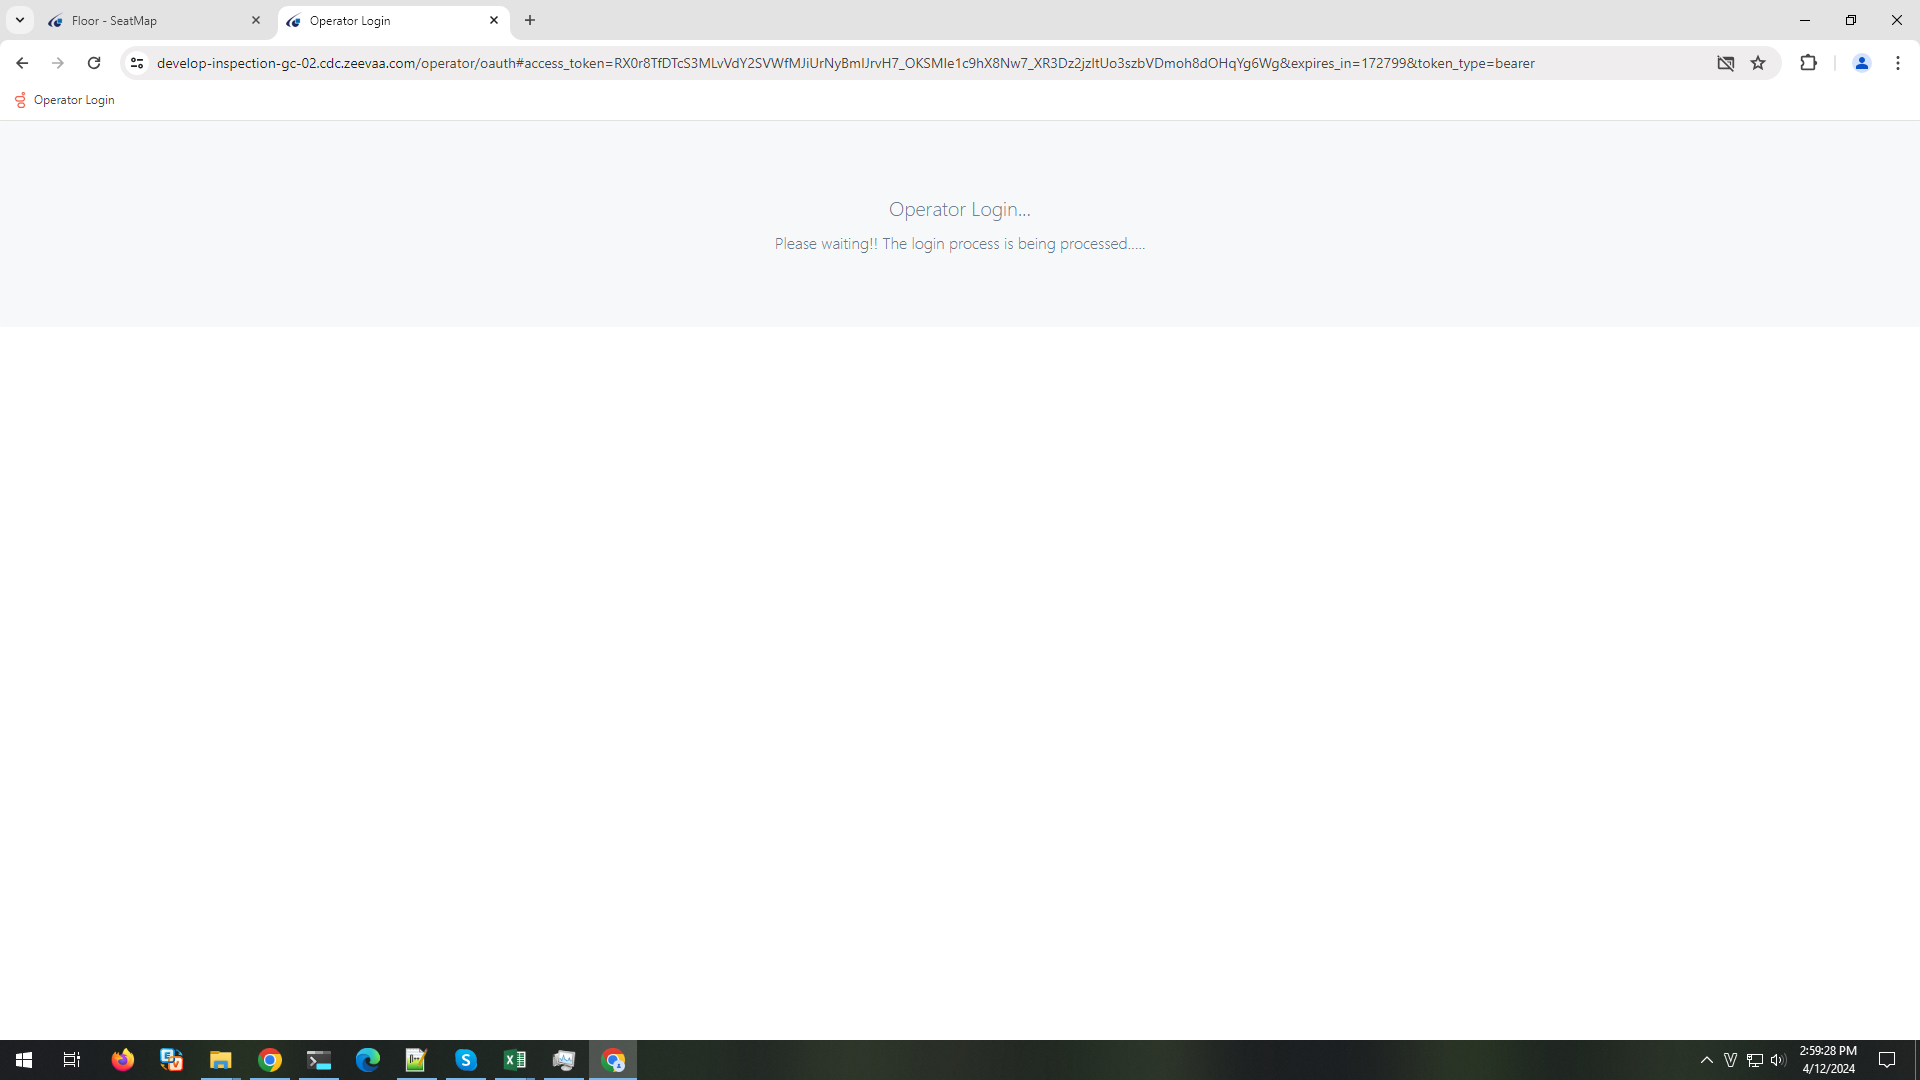 Floor - SeatMap
Operator Login
develop-inspection-gc-02.cdc.zeevaa.com/operator/oauth#access_token=RX0r8TfDTcS3MLvVdY2SVWfMJiUrNyBmIJrvH7_OKSMIe1c9hX8Nw7_XR3Dz2jzItUo3szbVDmoh8dOHqYg6Wg&expires_in=172799&token_type=bearer
Operator Login
Operator Login...
Please waiting!! The login process is being processed.....
2:59:28 PM
4/12/2024